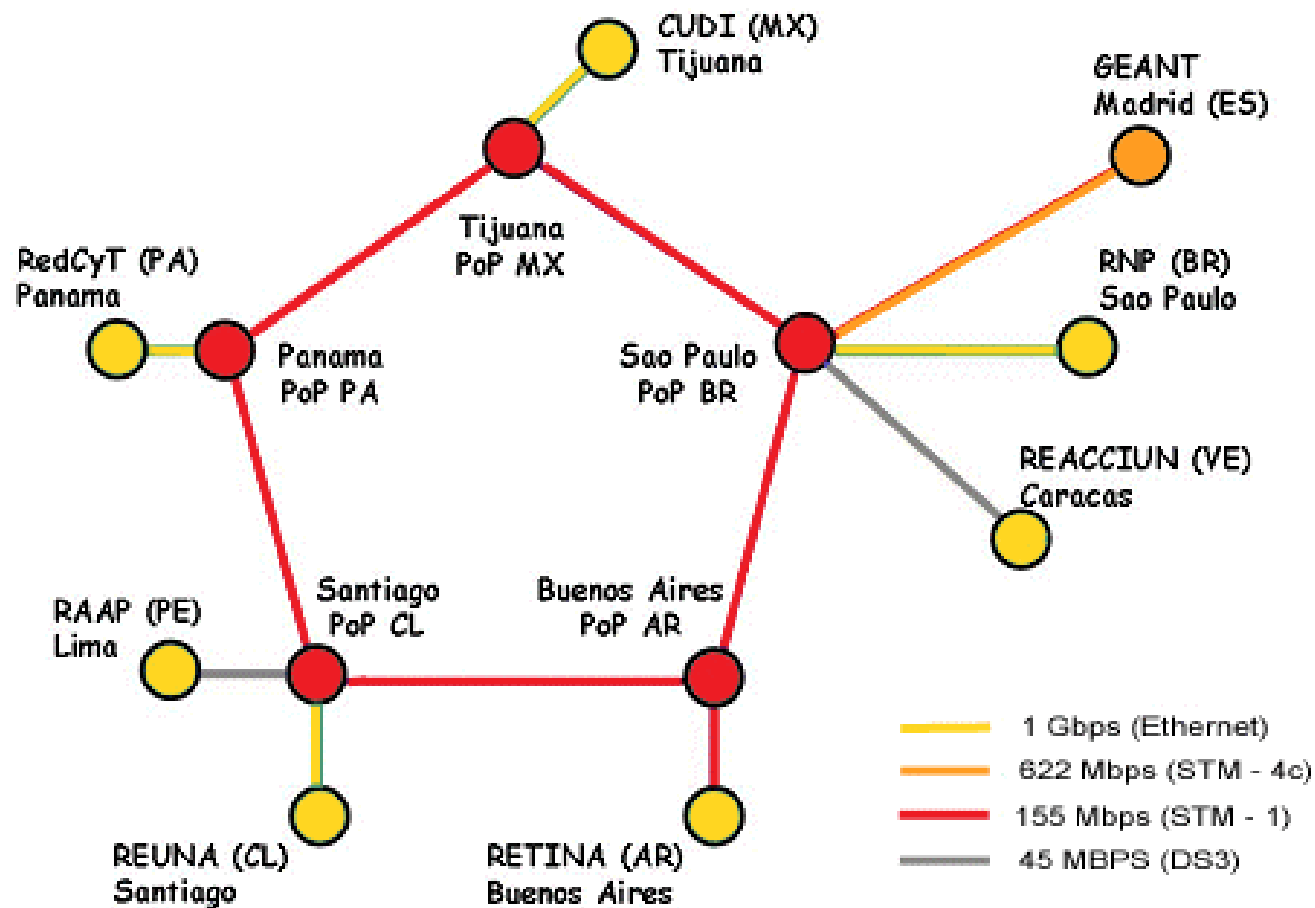 CUDI (MX)
Tijuana
GEANT
Madrid (ES)
Tijuana
PoP MX
RedCyT (PA)
Panama
RNP (BR)
Sao Paulo
Panama
PoP PA
Sao Paulo
PoP BR
REACCIUN (VE)
Caracas
Santiago
PoP CL
Buenos Aires
PoP AR
RAAP (PE)
Lima
1 Gbps (Ethernet)
622 Mbps (STM - 4c)
155 Mbps (STM - 1)
45 MBPS (DS3)
REUNA (CL)
Santiago
RETINA (AR)
Buenos Aires